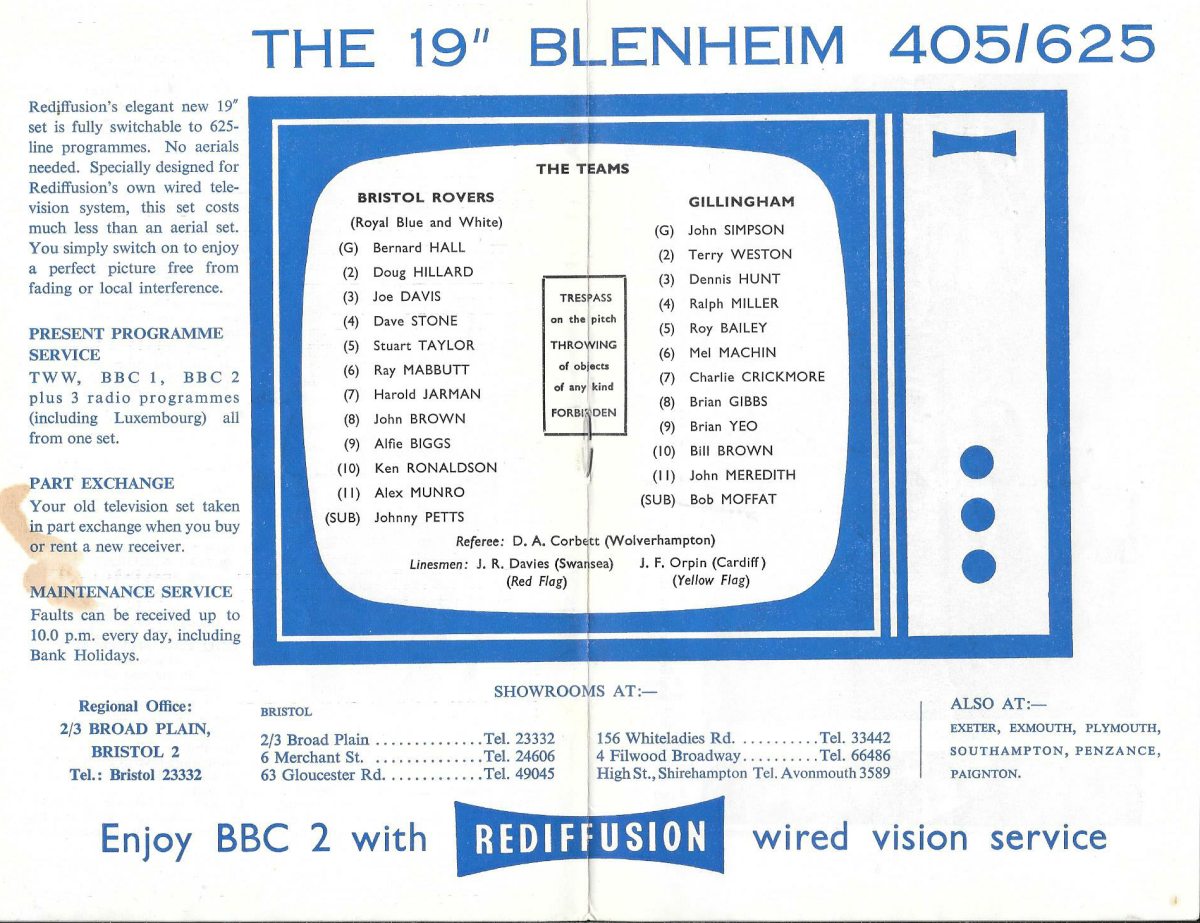 THE 19" BLENHEIM 405/625
Rediffusion's elegant new 19"
set is fully switchable to 625-
line programmes. No aerials
needed. Specially designed for
Rediffusion's own wired tele-
vision system, this set costs
much less than an aerial set.
You simply switch on to enjoy
a perfect picture free from
fading or local interference.
PRESENT PROGRAMME
SERVICE
TWW, BBC 1, BBC 2
plus 3 radio programmes
(including Luxembourg) all
from one set.
PART EXCHANGE
Your old television set taken
in part exchange when you buy
or rent a new receiver.
MAINTENANCE SERVICE
Faults can be received up to
10.0 p.m. every day, including
Bank Holidays.
THE TEAMS
BRISTOL ROVERS
(Royal Blue and White)
(G) Bernard HALL
(2) Doug HILLARD
(3) Joe DAVIS
(4) Dave STONE
(5) Stuart TAYLOR
(6) Ray MABBUTT
(7) Harold JARMAN
(8) John BROWN
(9) Alfie BIGGS
(10) Ken RONALDSON
(11) Alex MUNRO
(SUB) Johnny PETTS
TRESPASS
on the pitch
THROWING
of objects
of any kind
FORBIDDEN
GILLINGHAM
(G) John SIMPSON
(2) Terry WESTON
(3) Dennis HUNT
(4) Ralph MILLER
(5) Roy BAILEY
(6) Mel MACHIN
(7) Charlie CRICKMORE
(8) Brian GIBBS
(9) Brian YEO
(10) Bill BROWN
(11) John MEREDITH
(SUB) Bob MOFFAT
Referee: D. A. Corbett (Wolverhampton)
Linesmen: J. R. Davies (Swansea) J. F. Orpin (Cardiff)
(Red Flag) (Yellow Flag)
Regional Office:
2/3 BROAD PLAIN,
BRISTOL 2
Tel.: Bristol 23332
SHOWROOMS AT:—
BRISTOL
2/3 Broad Plain ..............Tel. 23332
6 Merchant St. ..............Tel. 24606
63 Gloucester Rd. ............Tel. 49045
156 Whiteladies Rd. ..........Tel. 33442
4 Filwood Broadway..........Tel. 66486
High St., Shirehampton Tel. Avonmouth 3589
ALSO AT:—
EXETER, EXMOUTH, PLYMOUTH,
SOUTHAMPTON, PENZANCE,
PAIGNTON.
Enjoy BBC 2 with REDIFFUSION wired vision service